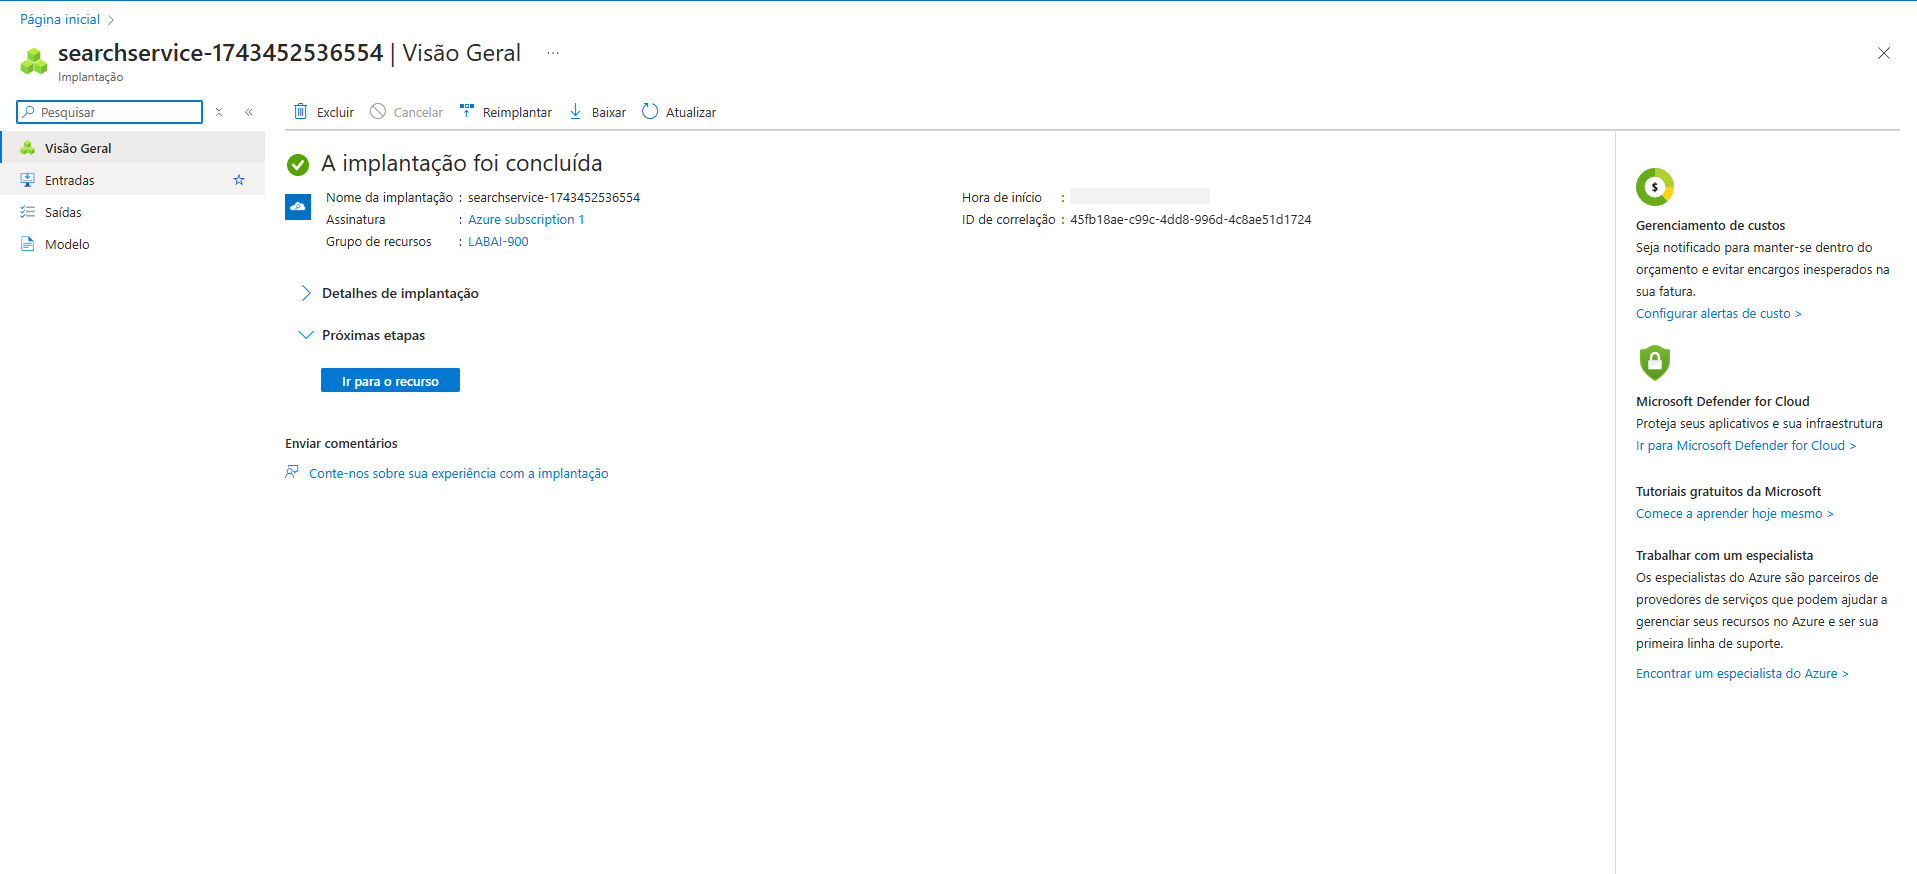 Página inicial
searchservice-1743452536554 | Visão Geral ...
Implantação
Pesquisar
Excluir Cancelar Reimplantar Baixar Atualizar
Visão Geral
Entradas
Saídas
Modelo
A implantação foi concluída
Nome da implantação : searchservice-1743452536554
Assinatura : Azure subscription 1
Grupo de recursos : LABAI-900
Hora de início :
ID de correlação : 45fb18ae-c99c-4dd8-996d-4c8ae51d1724
Detalhes de implantação
Próximas etapas
Ir para o recurso
Enviar comentários
Conte-nos sobre sua experiência com a implantação
$
Gerenciamento de custos
Seja notificado para manter-se dentro do
orçamento e evitar encargos inesperados na
sua fatura.
Configurar alertas de custo >
Microsoft Defender for Cloud
Proteja seus aplicativos e sua infraestrutura
Ir para Microsoft Defender for Cloud >
Tutoriais gratuitos da Microsoft
Comece a aprender hoje mesmo >
Trabalhar com um especialista
Os especialistas do Azure são parceiros de
provedores de serviços que podem ajudar a
gerenciar seus recursos no Azure e ser sua
primeira linha de suporte.
Encontrar um especialista do Azure >